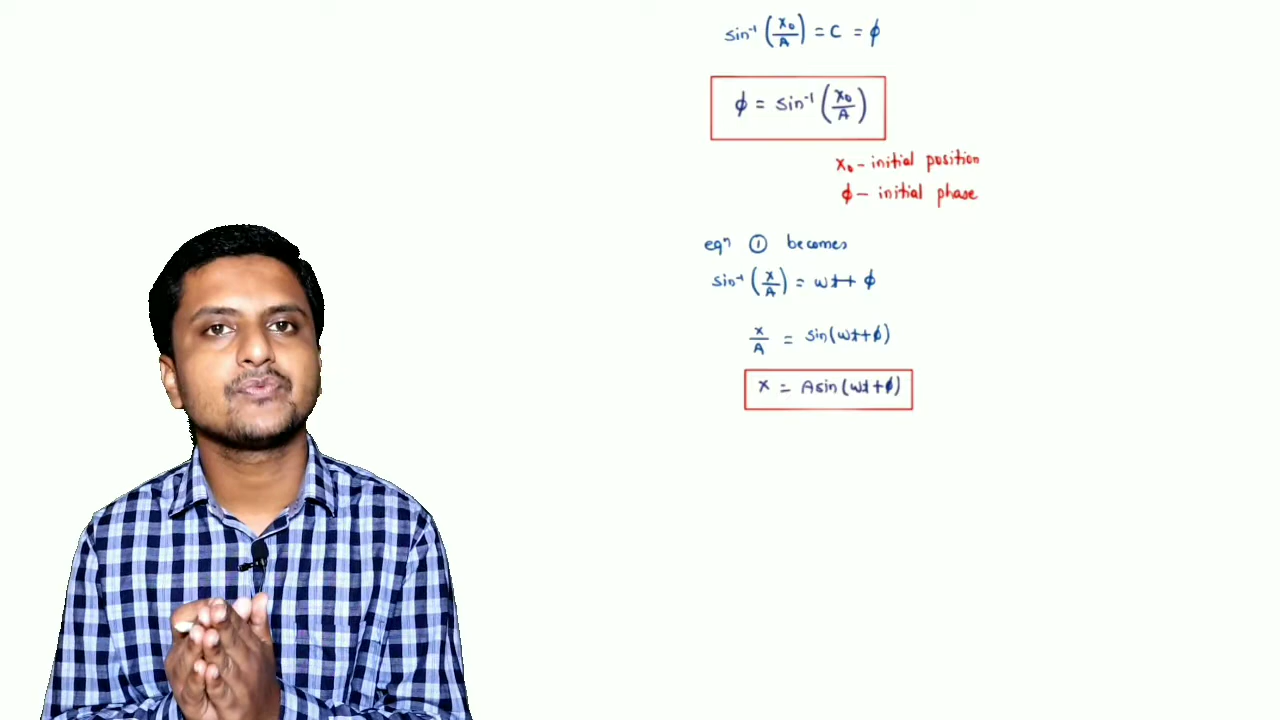 sin⁻¹ (x₀/A) = C = ϕ
ϕ = sin⁻¹ (x₀/A)
x₀ - initial position
ϕ - initial phase
eqⁿ ① becomes
sin⁻¹ (x/A) = ωt + ϕ
x/A = sin(ωt+ϕ)
x = Asin(ωt+ϕ)